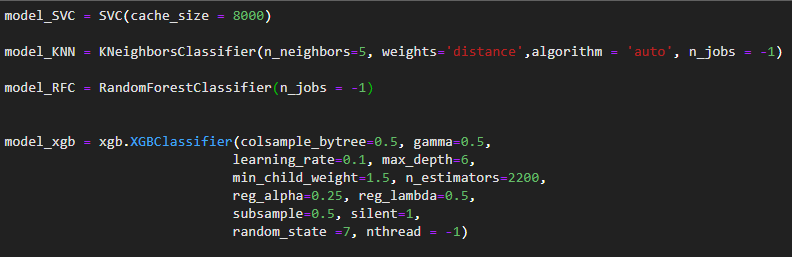 model_SVC = SVC(cache_size = 8000)
model_KNN = KNeighborsClassifier(n_neighbors=5, weights='distance',algorithm = 'auto', n_jobs = -1)
model_RFC = RandomForestClassifier(n_jobs = -1)
model_xgb = xgb.XGBClassifier(colsample_bytree=0.5, gamma=0.5,
learning_rate=0.1, max_depth=6,
min_child_weight=1.5, n_estimators=2200,
reg_alpha=0.25, reg_lambda=0.5,
subsample=0.5, silent=1,
random_state =7, nthread = -1)